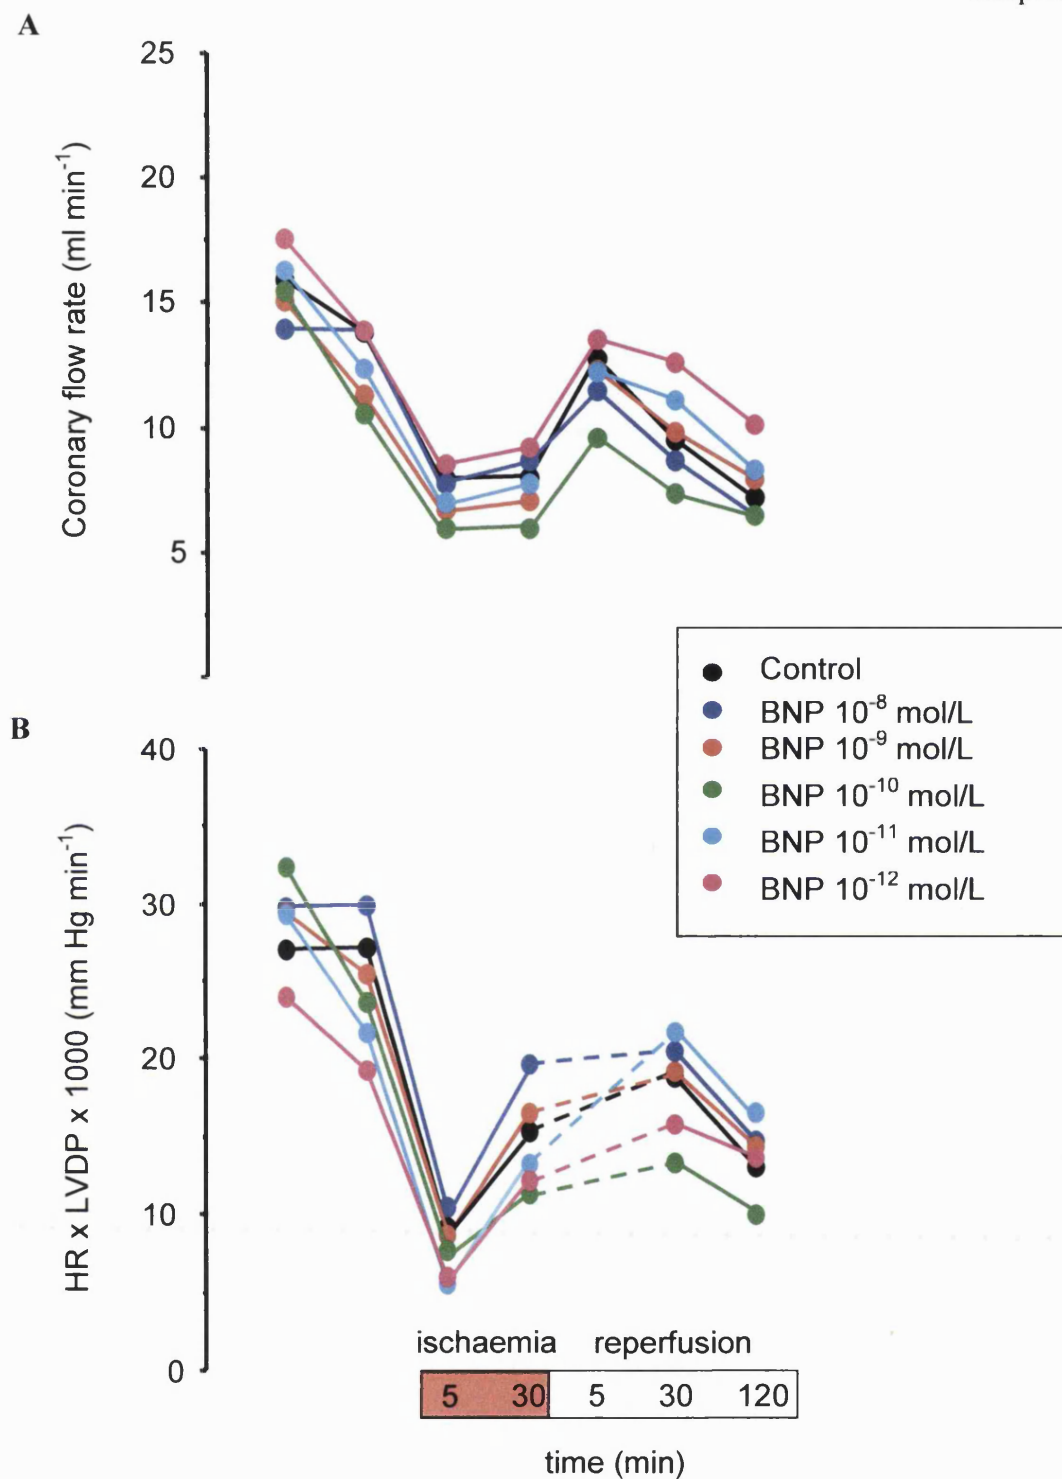 A
25
20
15
10
5
Coronary flow rate (ml min⁻¹)
Control
BNP 10⁻⁸ mol/L
BNP 10⁻⁹ mol/L
BNP 10⁻¹⁰ mol/L
BNP 10⁻¹¹ mol/L
BNP 10⁻¹² mol/L
B
40
30
20
10
0
HR x LVDP x 1000 (mm Hg min⁻¹)
ischaemia reperfusion
5 30 5 30 120
time (min)